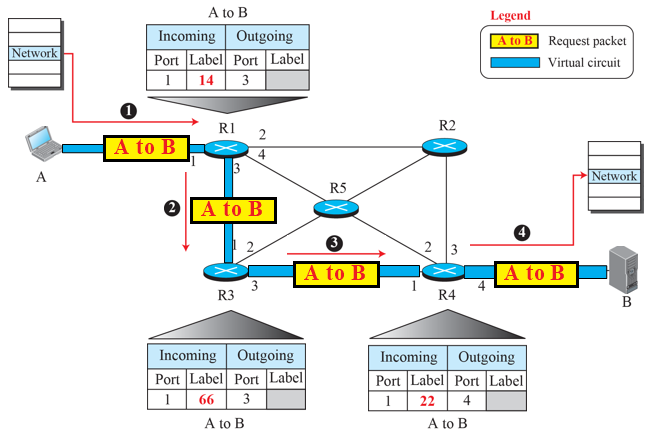 A to B
Incoming Outgoing
Port Label Port Label
1 14 3
Legend
A to B Request packet
Virtual circuit
Network
1
R1
2
4
R2
A to B
1
3
A
Network
R5
2
A to B
4
1
2
3
2
3
A to B
A to B
R3
3
1
R4
4
B
Incoming Outgoing
Port Label Port Label
1 66 3
A to B
Incoming Outgoing
Port Label Port Label
1 22 4
A to B